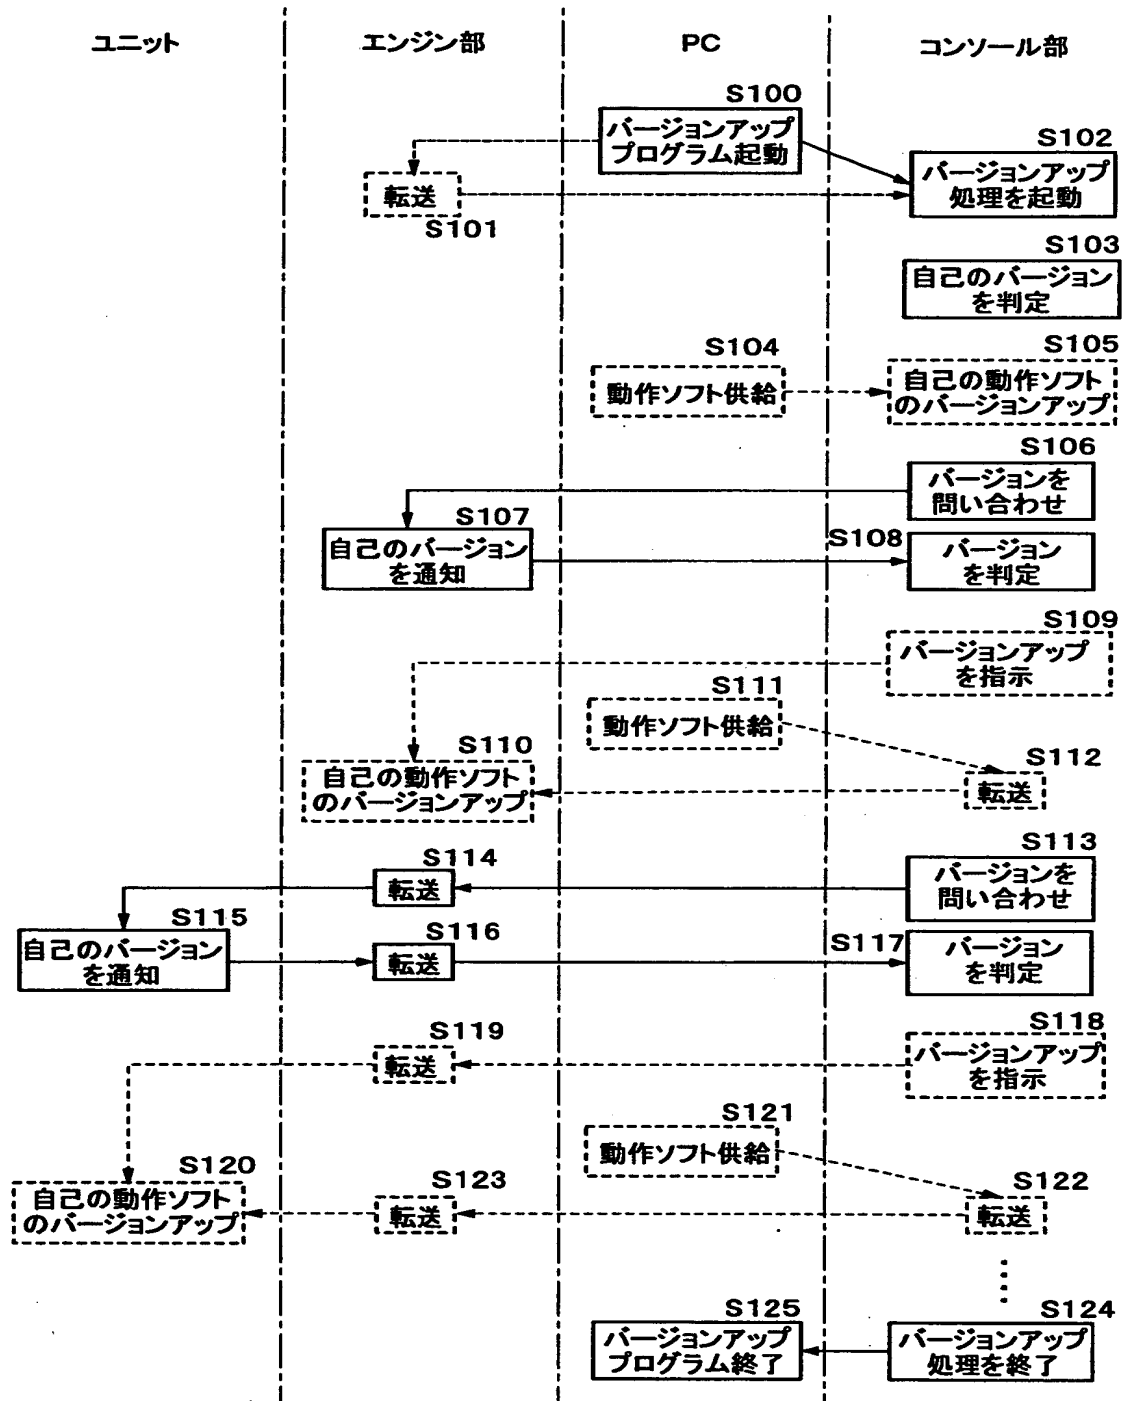 ユニット
エンジン部
PC
コンソール部
S100
バージョンアップ
プログラム起動
S102
バージョンアップ
処理を起動
転送
S101
S103
自己のバージョン
を判定
S104
動作ソフト供給
S105
自己の動作ソフト
のバージョンアップ
S106
バージョンを
問い合わせ
S107
自己のバージョン
を通知
S108
バージョン
を判定
S109
バージョンアップ
を指示
S111
動作ソフト供給
S110
自己の動作ソフト
のバージョンアップ
S112
転送
S113
バージョンを
問い合わせ
S114
転送
S115
自己のバージョン
を通知
S116
転送
S117
バージョン
を判定
S118
バージョンアップ
を指示
S119
転送
S121
動作ソフト供給
S120
自己の動作ソフト
のバージョンアップ
S123
転送
S122
転送
S125
バージョンアップ
プログラム終了
S124
バージョンアップ
処理を終了